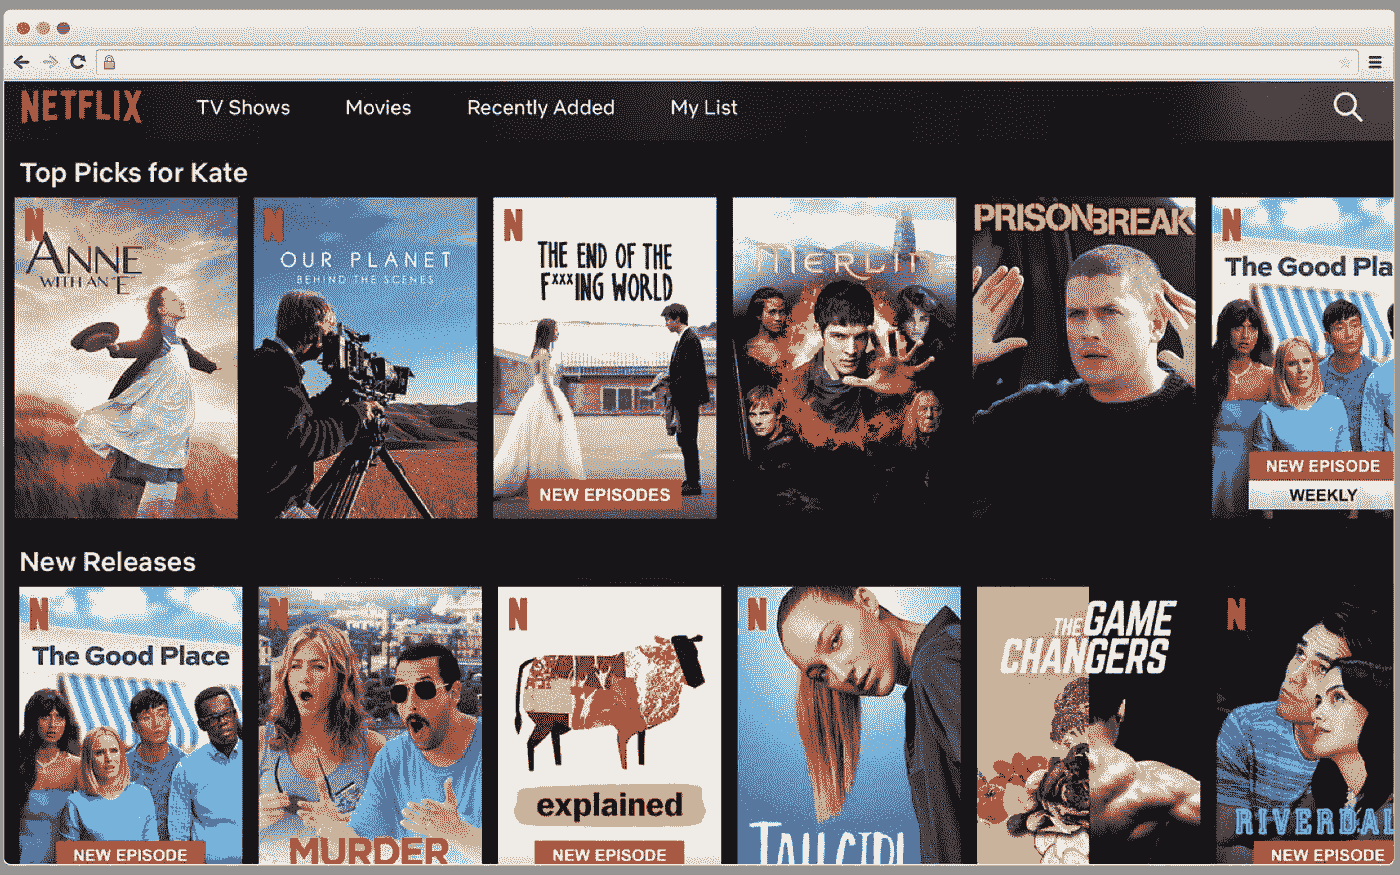 NETFLIX
TV Shows
Movies
Recently Added
My List
Top Picks for Kate
N
ANNE
WITH AN E
N
OUR PLANET
BEHIND THE SCENES
N
THE END OF THE
F***ING WORLD
NEW EPISODES
MERLIN
PRISON BREAK
N
The Good Pla
NEW EPISODE
WEEKLY
New Releases
N
The Good Place
NEW EPISODE
N
MURDER
N
explained
NEW EPISODE
N
TALL GIRL
THE GAME
CHANGERS
N
RIVERDAL
NEW EPISODE